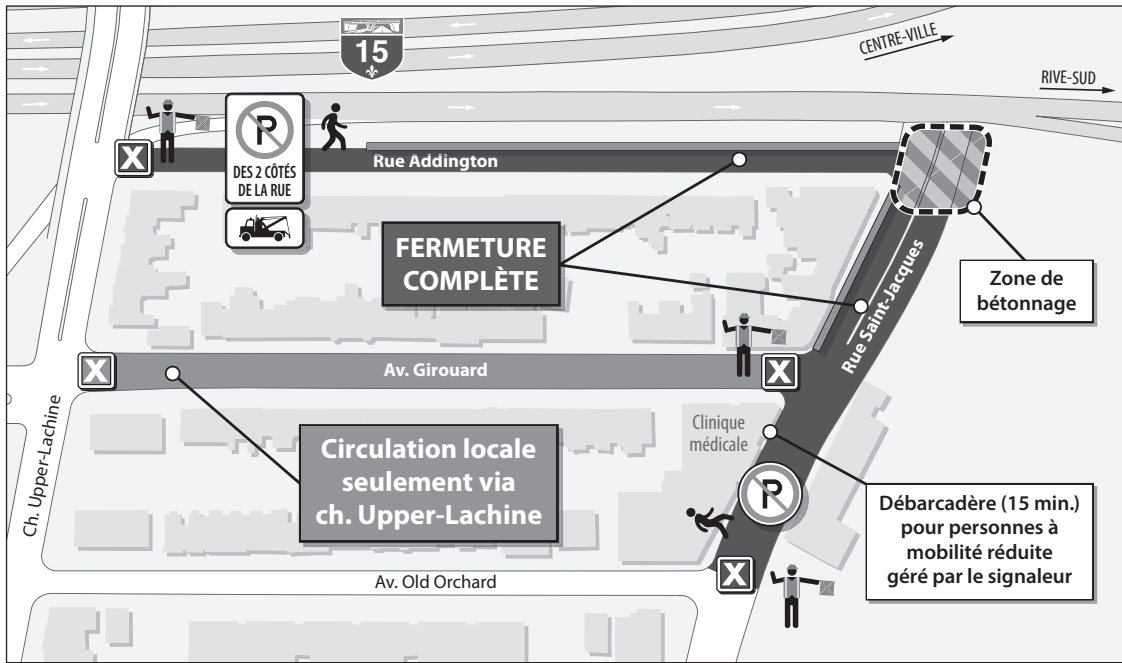 15
CENTRE-VILLE
RIVE-SUD
P
DES 2 CÔTÉS
DE LA RUE
X
Rue Addington
FERMETURE
COMPLÈTE
Zone de
bétonnage
Rue Saint-Jacques
X
Av. Girouard
X
Ch. Upper-Lachine
Circulation locale
seulement via
ch. Upper-Lachine
Clinique
médicale
P
Débarcadère (15 min.)
pour personnes à
mobilité réduite
géré par le signaleur
X
Av. Old Orchard